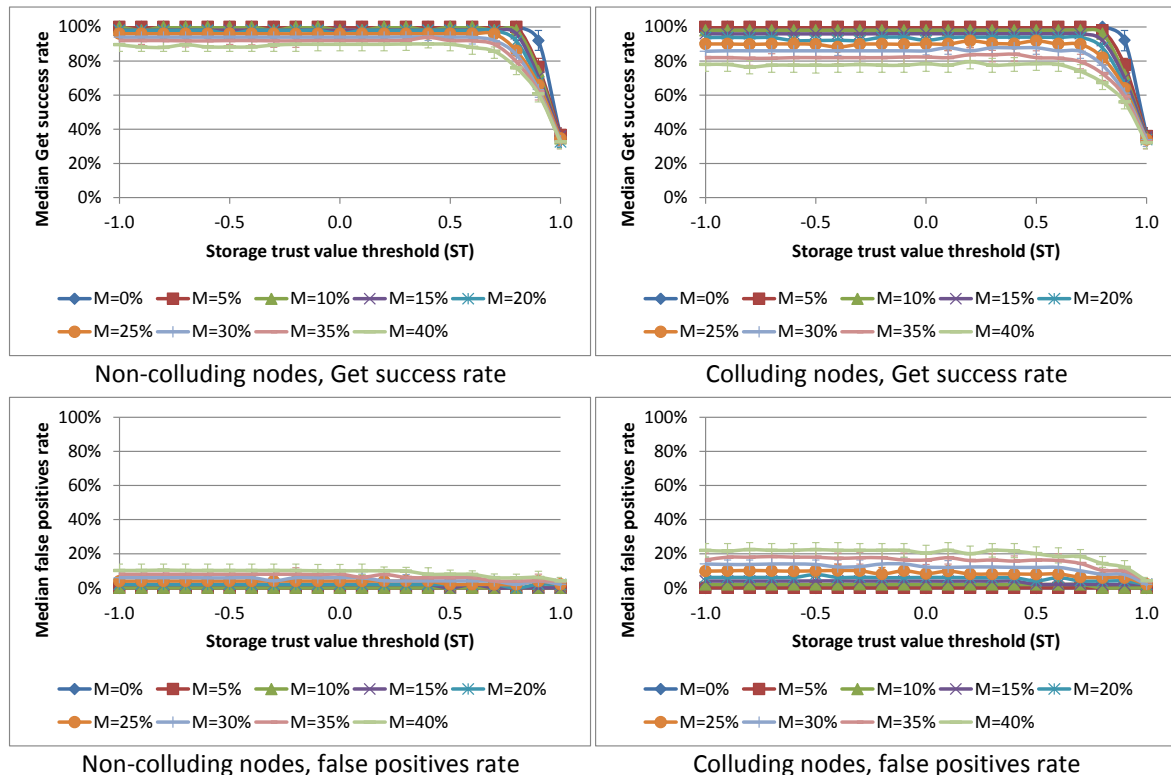 100%
80%
60%
40%
20%
0%
Median Get success rate
-1.0 -0.5 0.0 0.5 1.0
Storage trust value threshold (ST)
M=0% M=5% M=10% M=15% M=20%
M=25% M=30% M=35% M=40%
Non-colluding nodes, Get success rate
100%
80%
60%
40%
20%
0%
Median Get success rate
-1.0 -0.5 0.0 0.5 1.0
Storage trust value threshold (ST)
M=0% M=5% M=10% M=15% M=20%
M=25% M=30% M=35% M=40%
Colluding nodes, Get success rate
100%
80%
60%
40%
20%
0%
Median false positives rate
-1.0 -0.5 0.0 0.5 1.0
Storage trust value threshold (ST)
M=0% M=5% M=10% M=15% M=20%
M=25% M=30% M=35% M=40%
Non-colluding nodes, false positives rate
100%
80%
60%
40%
20%
0%
Median false positives rate
-1.0 -0.5 0.0 0.5 1.0
Storage trust value threshold (ST)
M=0% M=5% M=10% M=15% M=20%
M=25% M=30% M=35% M=40%
Colluding nodes, false positives rate